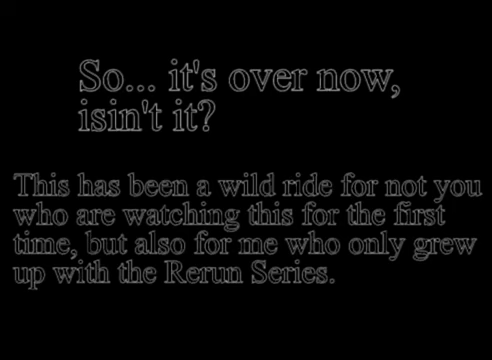 So... it's over now,
isin't it?
This has been a wild ride for not you
who are watching this for the first
time, but also for me who only grew
up with the Rerun Series.